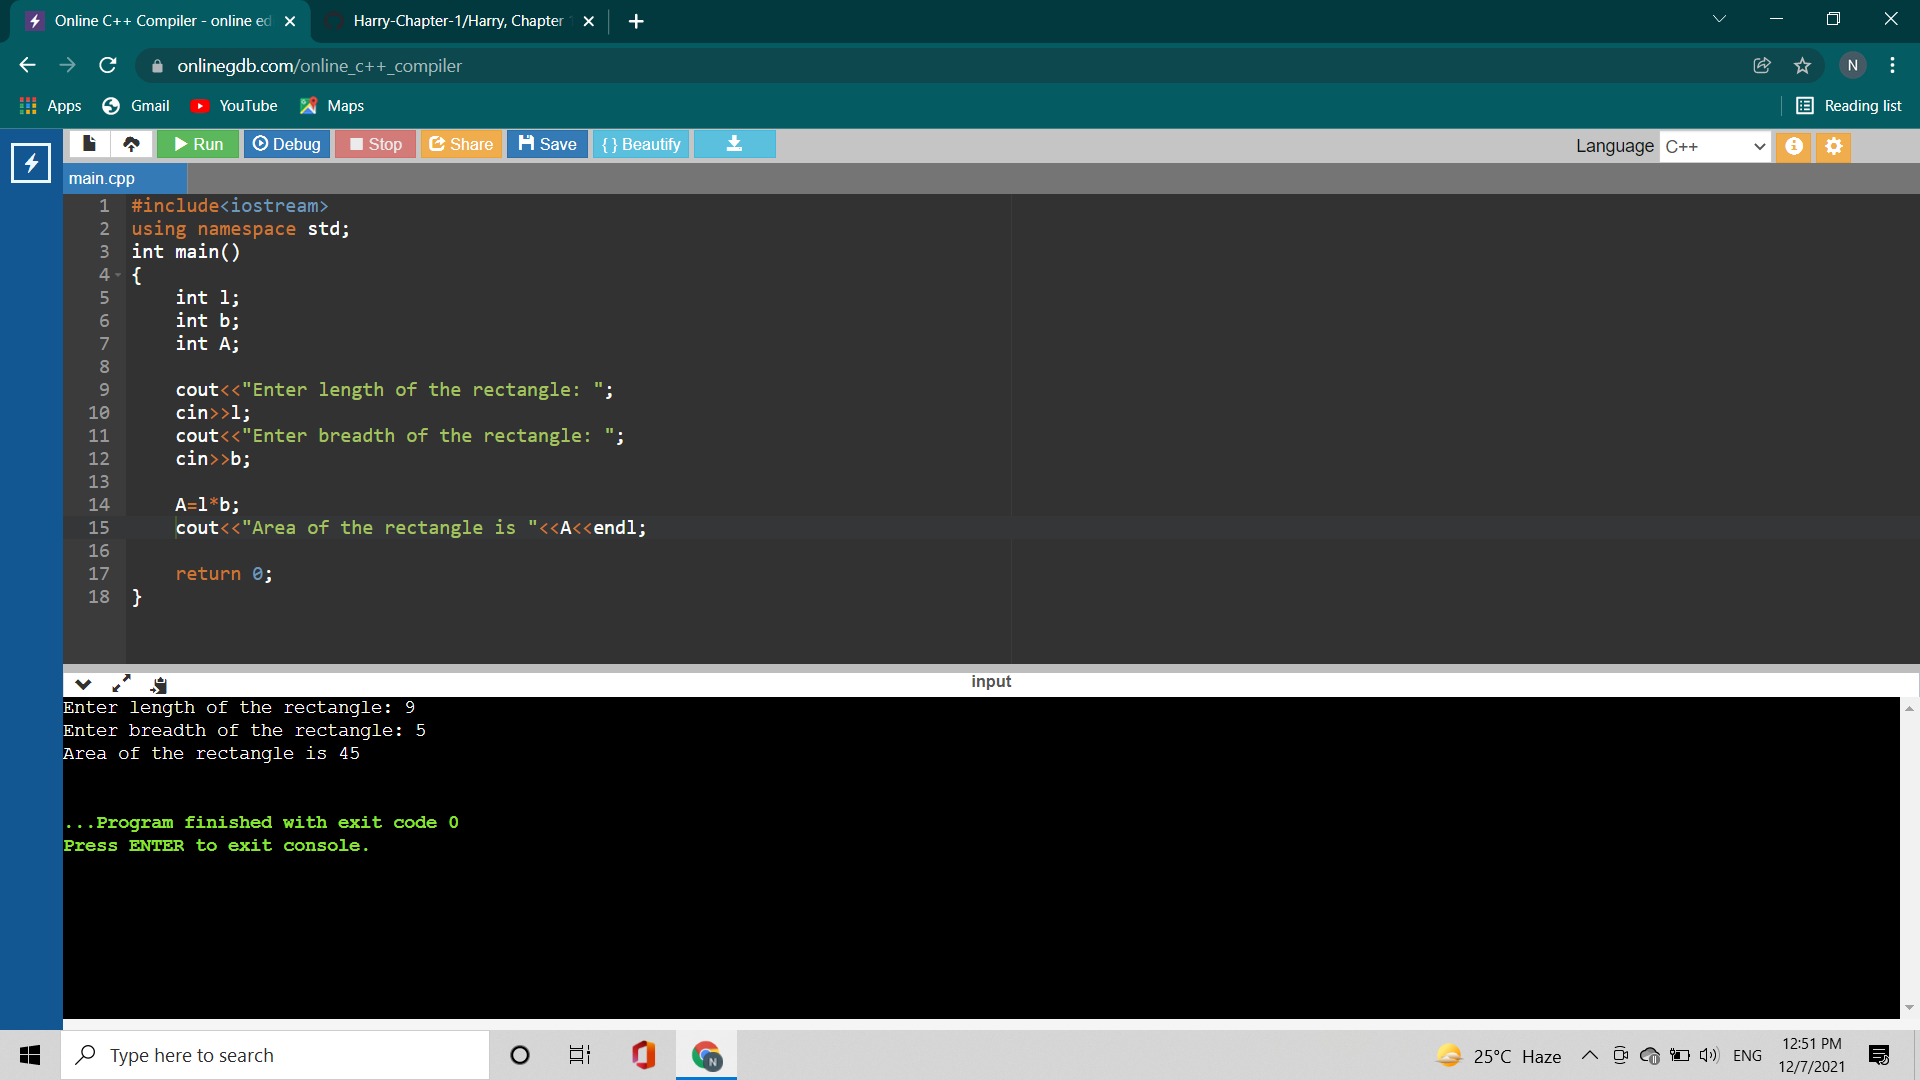 Online C++ Compiler - online ed
Harry-Chapter-1/Harry, Chapter
onlinegdb.com/online_c++_compiler
N
Apps
Gmail
YouTube
Maps
Reading list
Run
Debug
Stop
Share
Save
{ } Beautify
Language
C++
main.cpp
1 #include<iostream>
2 using namespace std;
3 int main()
4 {
5     int l;
6     int b;
7     int A;
8
9     cout<<"Enter length of the rectangle: ";
10     cin>>l;
11     cout<<"Enter breadth of the rectangle: ";
12     cin>>b;
13
14     A=l*b;
15     cout<<"Area of the rectangle is "<<A<<endl;
16
17     return 0;
18 }
input
Enter length of the rectangle: 9
Enter breadth of the rectangle: 5
Area of the rectangle is 45
...Program finished with exit code 0
Press ENTER to exit console.
Type here to search
N
25°C Haze
ENG
12:51 PM
12/7/2021